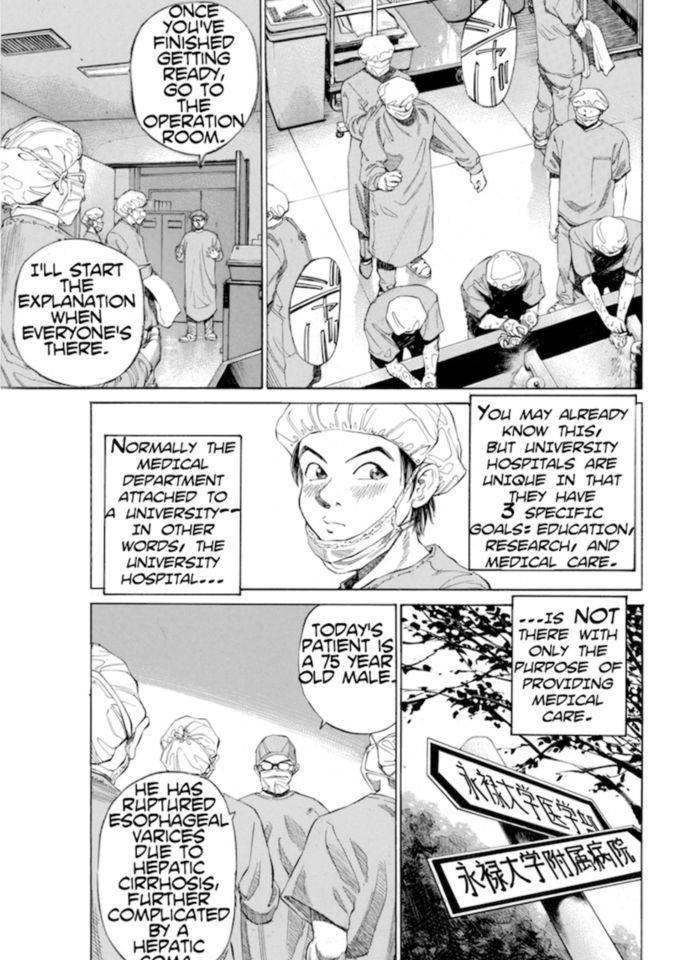 ONCE
YOU'VE
FINISHED
GETTING
READY,
GO TO
THE
OPERATION
ROOM.
I'LL START
THE
EXPLANATION
WHEN
EVERYONE'S
THERE.
YOU MAY ALREADY
KNOW THIS,
BUT UNIVERSITY
HOSPITALS ARE
UNIQUE IN THAT
THEY HAVE
3 SPECIFIC
GOALS: EDUCATION,
RESEARCH, AND
MEDICAL CARE.
NORMALLY THE
MEDICAL
DEPARTMENT
ATTACHED TO
A UNIVERSITY--
IN OTHER
WORDS, THE
UNIVERSITY
HOSPITAL...
...IS NOT
THERE WITH
ONLY THE
PURPOSE OF
PROVIDING
MEDICAL
CARE.
永禄大学医学
永禄大学附属病院
TODAY'S
PATIENT IS
A 75 YEAR
OLD MALE.
HE HAS
RUPTURED
ESOPHAGEAL
VARICES
DUE TO
HEPATIC
CIRRHOSIS,
FURTHER
COMPLICATED
BY A
HEPATIC